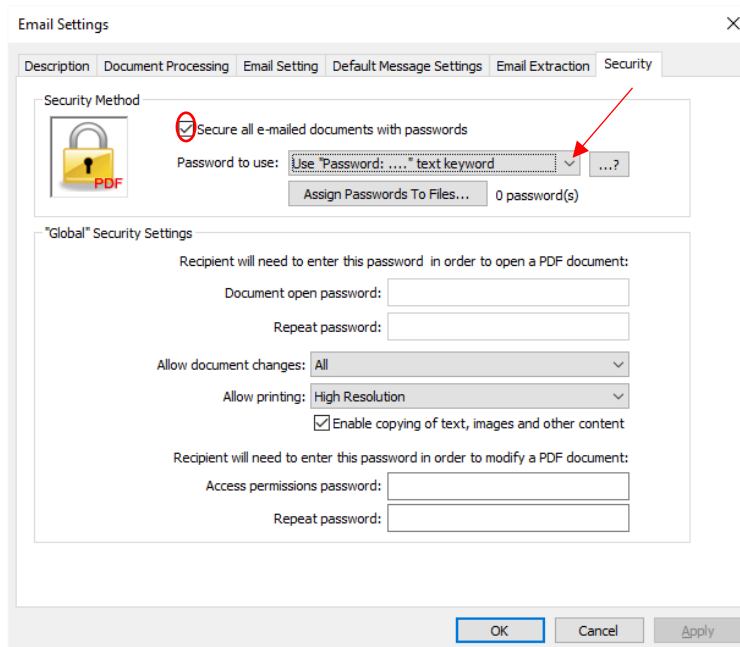 Email Settings
Description Document Processing Email Setting Default Message Settings Email Extraction Security
Security Method
Secure all e-mailed documents with passwords
PDF
Password to use: Use "Password: ...." text keyword ...?
Assign Passwords To Files... 0 password(s)
"Global" Security Settings
Recipient will need to enter this password in order to open a PDF document:
Document open password:
Repeat password:
Allow document changes: All
Allow printing: High Resolution
Enable copying of text, images and other content
Recipient will need to enter this password in order to modify a PDF document:
Access permissions password:
Repeat password:
OK Cancel Apply